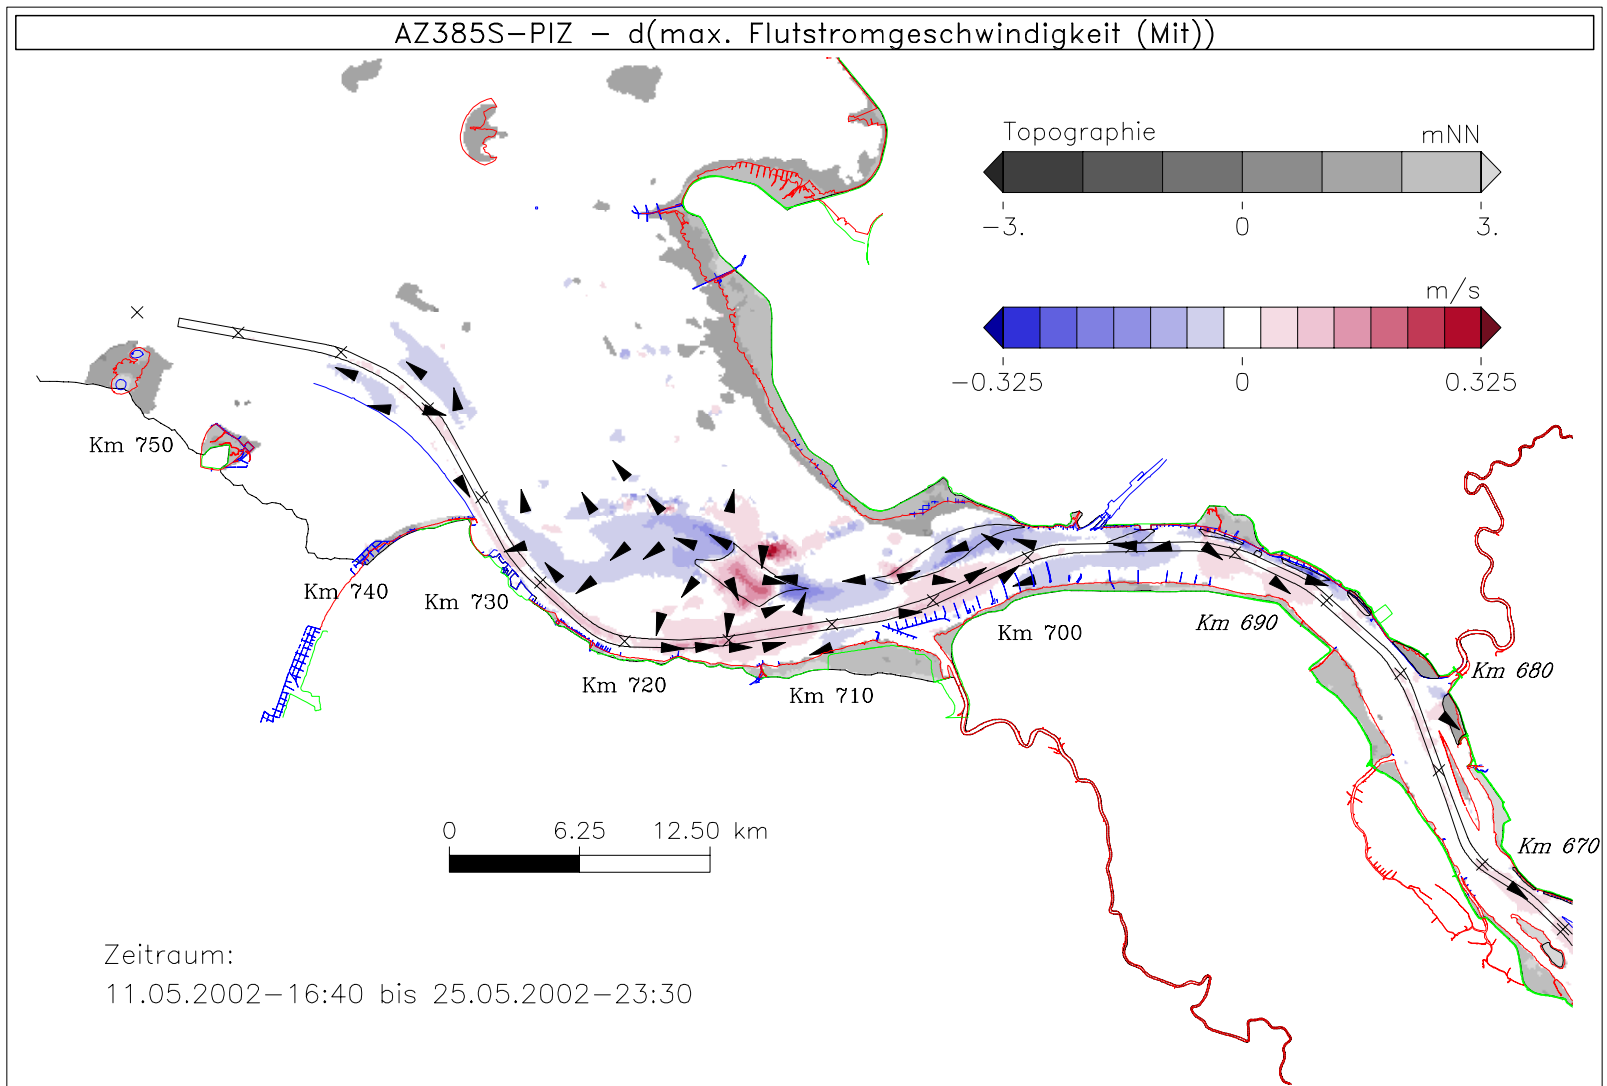 AZ385S-PIZ - d(max. Flutstromgeschwindigkeit (Mit))
Topographie mNN
-3. 0 3.
m/s
-0.325 0 0.325
Km 750
Km 740
Km 730
Km 720
Km 710
Km 700
Km 690
Km 680
Km 670
0 6.25 12.50 km
Zeitraum:
11.05.2002-16:40 bis 25.05.2002-23:30